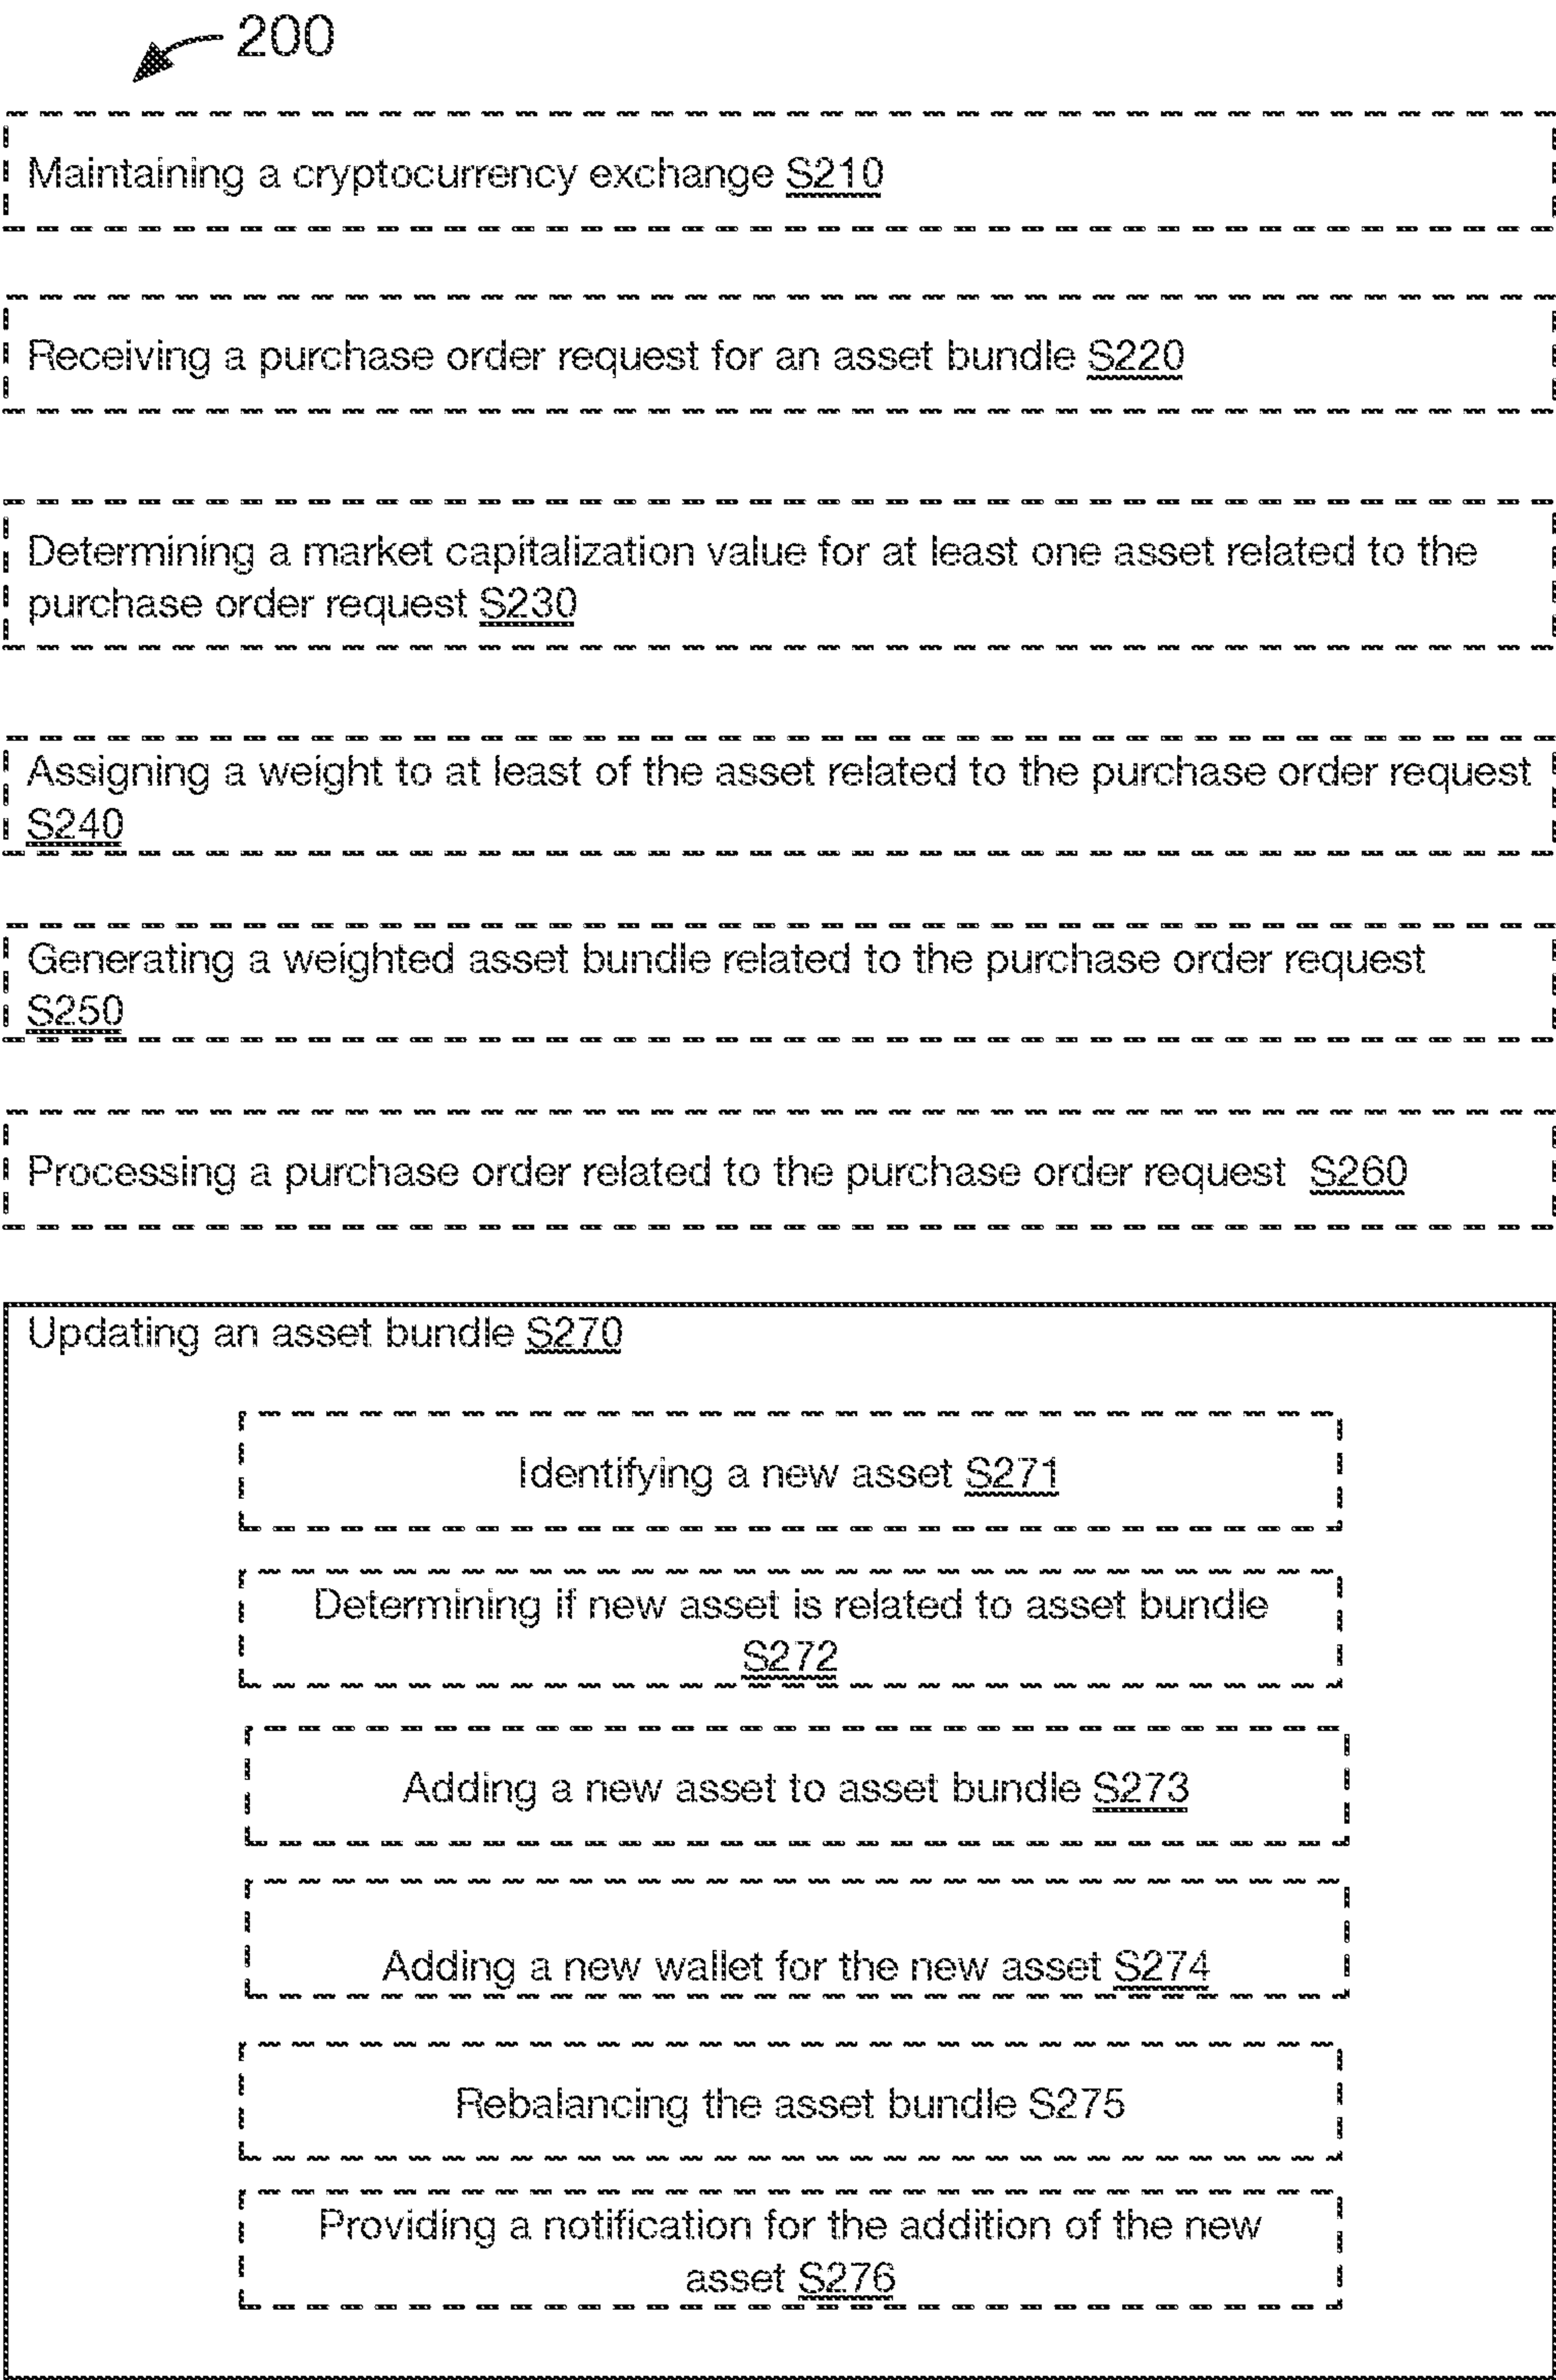 200
Maintaining a cryptocurrency exchange S210
Receiving a purchase order request for an asset bundle S220
Determining a market capitalization value for at least one asset related to the
purchase order request S230
Assigning a weight to at least of the asset related to the purchase order request
S240
Generating a weighted asset bundle related to the purchase order request
S250
Processing a purchase order related to the purchase order request S260
Updating an asset bundle S270
Identifying a new asset S271
Determining if new asset is related to asset bundle
S272
Adding a new asset to asset bundle S273
Adding a new wallet for the new asset S274
Rebalancing the asset bundle S275
Providing a notification for the addition of the new
asset S276